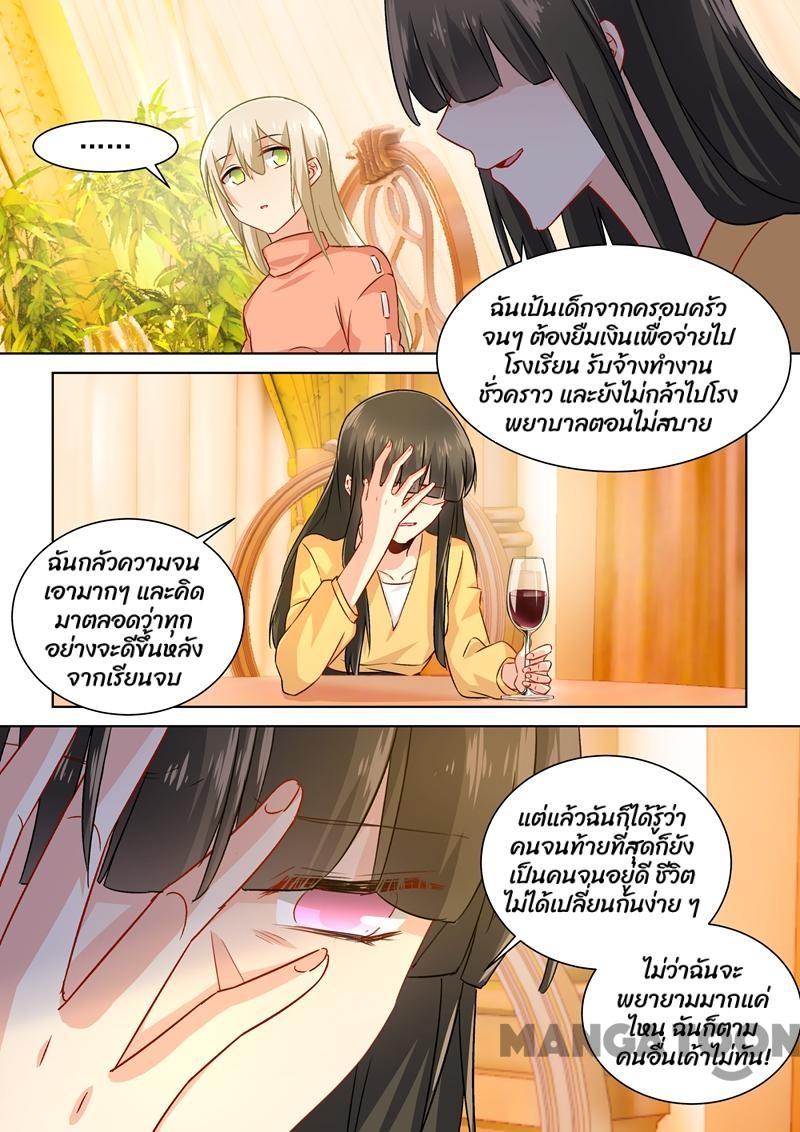 ......
ฉันเป็นเด็กจากครอบครัว
จนๆ ต้องยืมเงินเพื่อจ่ายไป
โรงเรียน รับจ้างทำงาน
ชั่วคราว และยังไม่กล้าไปโรง
พยาบาลตอนไม่สบาย
ฉันกลัวความจน
เอามากๆ และคิด
มาตลอดว่าทุก
อย่างจะดีขึ้นหลัง
จากเรียนจบ
แต่แล้วฉันก็ได้รู้ว่า
คนจนท้ายที่สุดก็ยัง
เป็นคนจนอยู่ดี ชีวิต
ไม่ได้เปลี่ยนกันง่าย ๆ
ไม่ว่าฉันจะ
พยายามมากแค่
ไหน ฉันก็ตาม
คนอื่นเค้าไม่ทัน!
MANGATOON